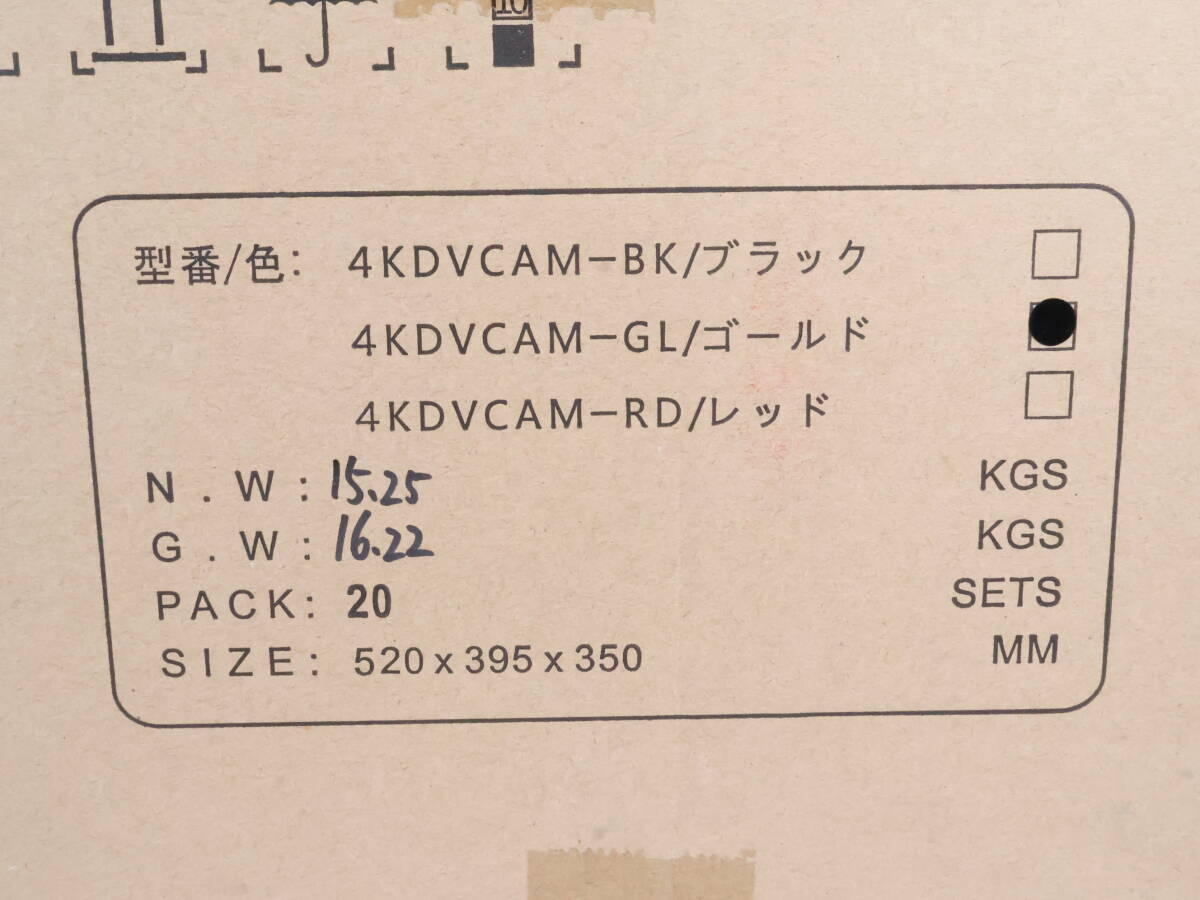 10
型番/色: 4KDVCAM-BK/ブラック
4KDVCAM-GL/ゴールド
4KDVCAM-RD/レッド
N.W: 15.25 KGS
G.W: 16.22 KGS
PACK: 20 SETS
SIZE: 520 x 395 x 350 MM